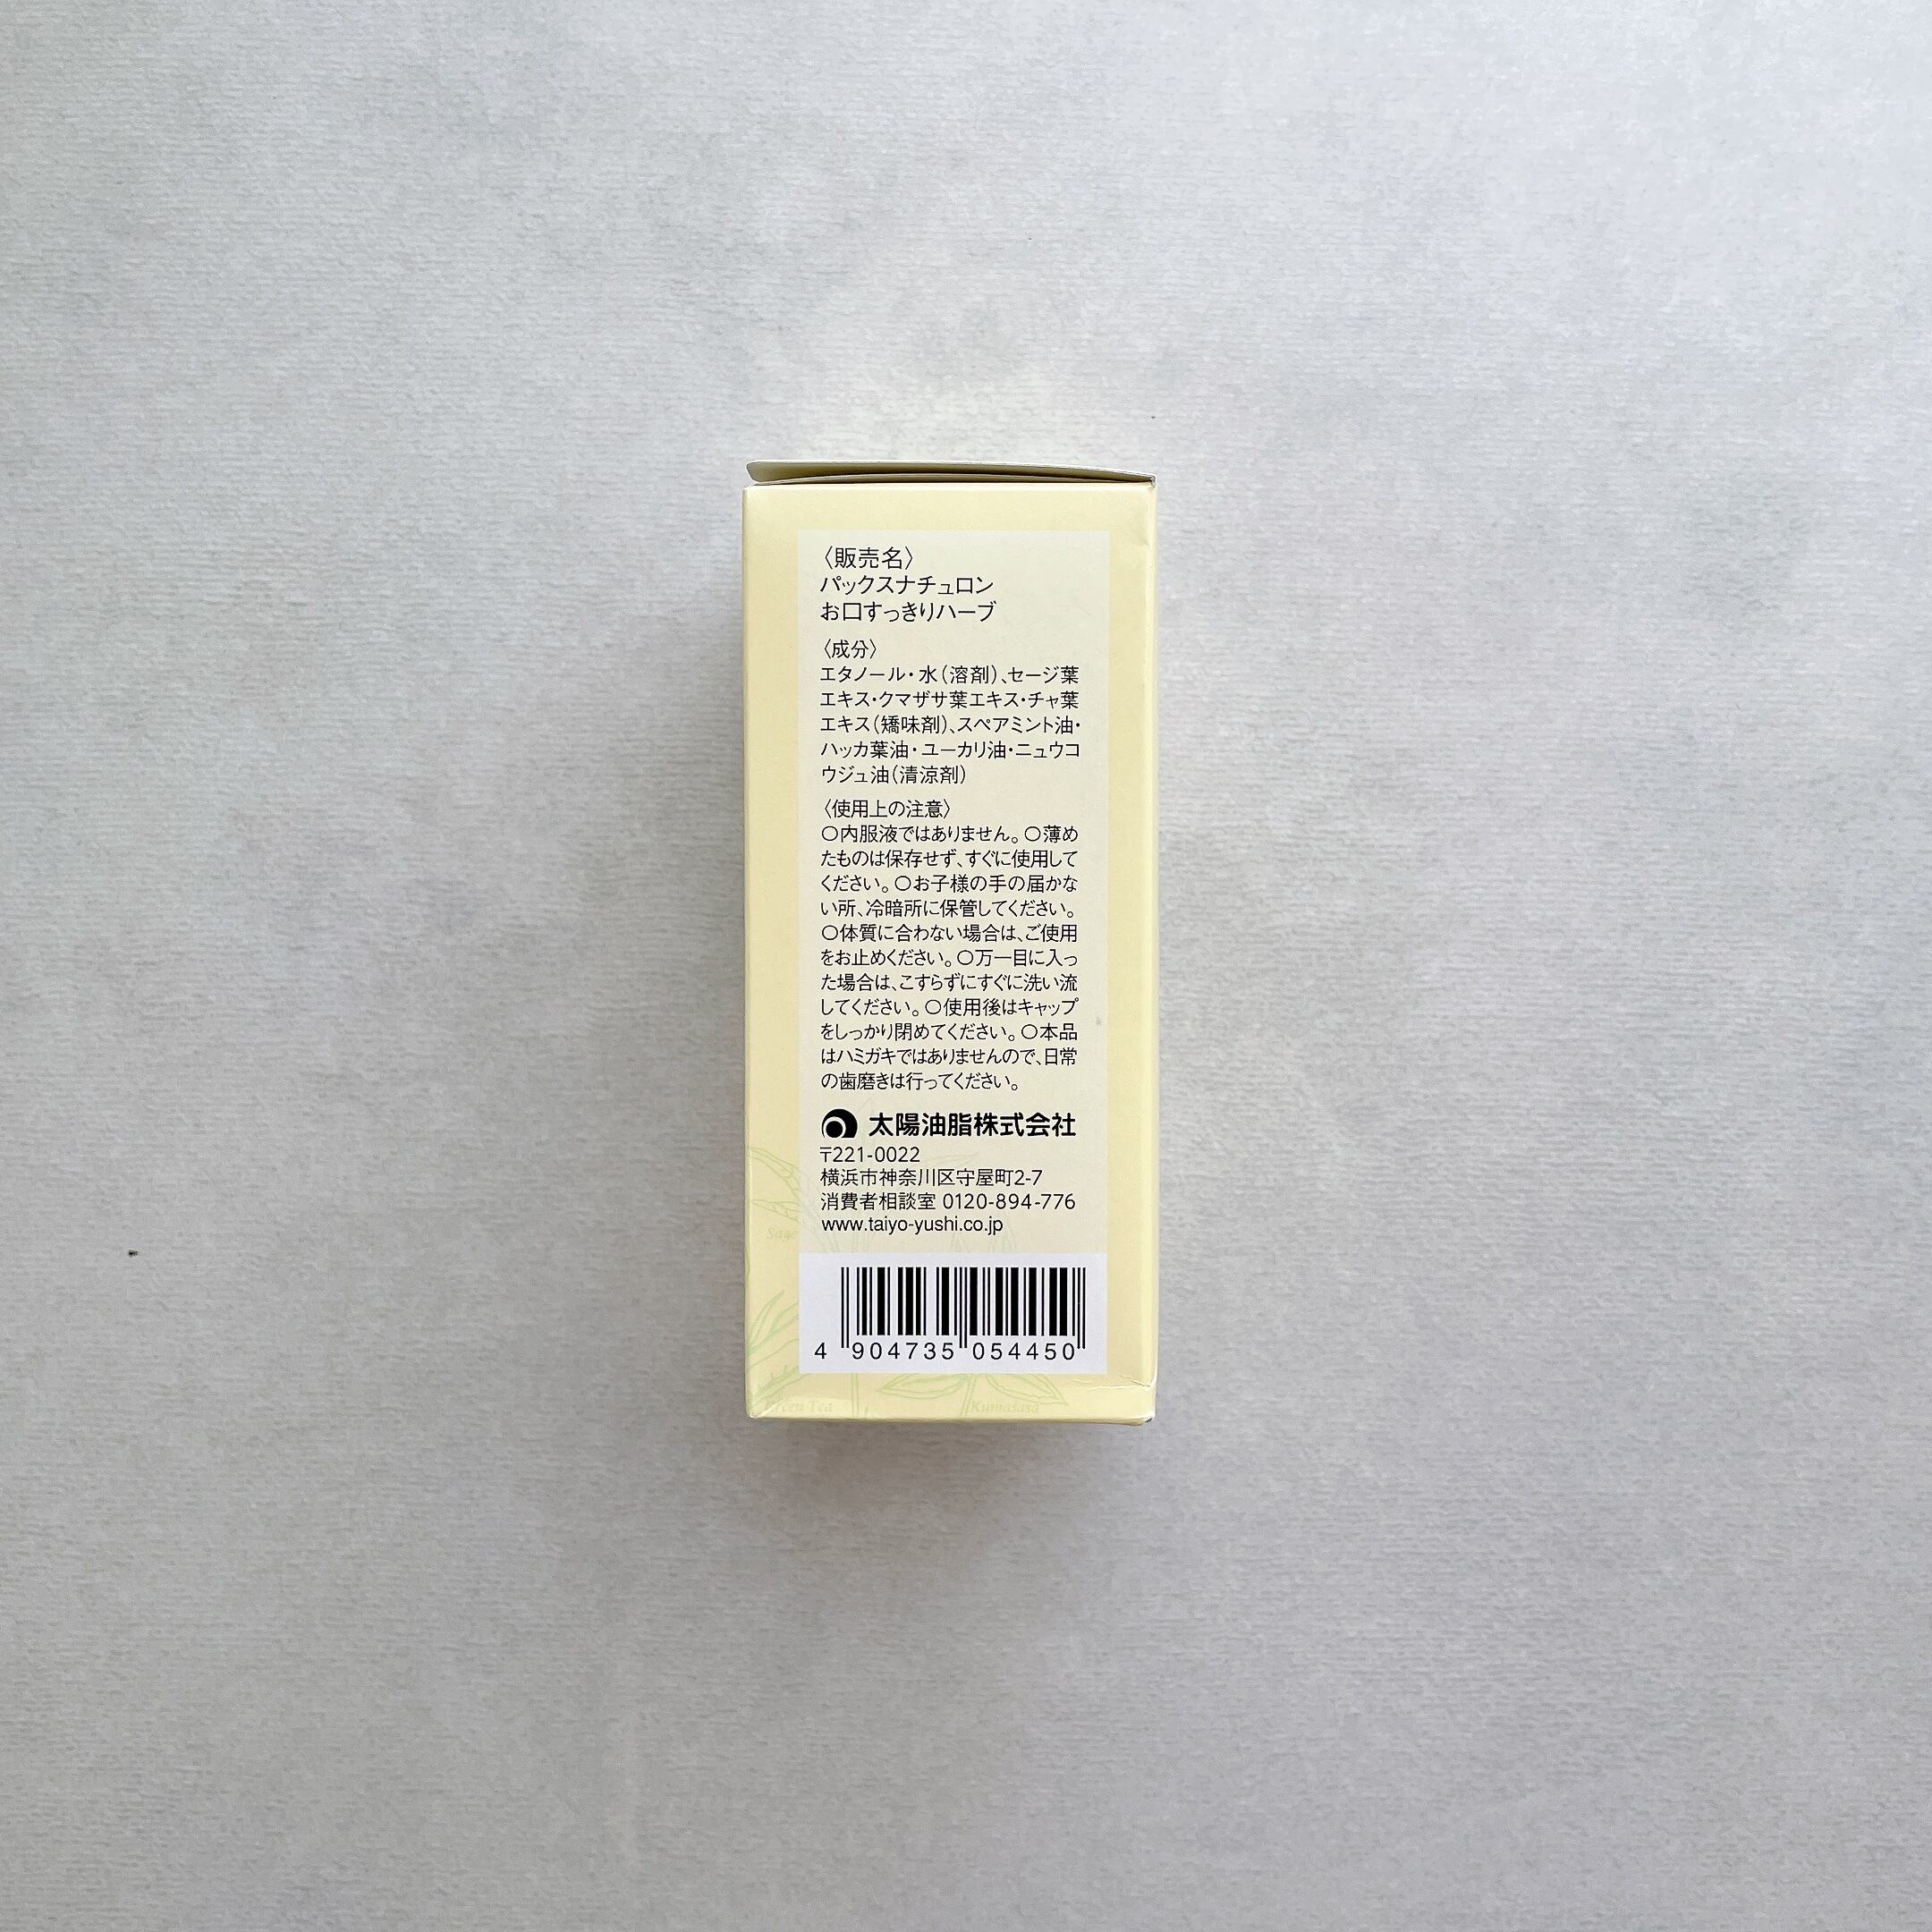 〈販売名〉
パックスナチュロン
お口すっきりハーブ
〈成分〉
エタノール・水(溶剤)、セージ葉
エキス・クマザサ葉エキス・チャ葉
エキス(矯味剤)、スペアミント油・
ハッカ葉油・ユーカリ油・ニュウコ
ウジュ油(清涼剤)
〈使用上の注意〉
○内服液ではありません。○薄め
たものは保存せず、すぐに使用して
ください。○お子様の手の届かな
い所、冷暗所に保管してください。
○体質に合わない場合は、ご使用
をお止めください。○万一目に入っ
た場合は、こすらずにすぐに洗い流
してください。○使用後はキャップ
をしっかり閉めてください。○本品
はハミガキではありませんので、日常
の歯磨きは行ってください。
太陽油脂株式会社
〒221-0022
横浜市神奈川区守屋町2-7
消費者相談室 0120-894-776
www.taiyo-yushi.co.jp
Sage
4 904735 054450
Green Tea
Kumasasa